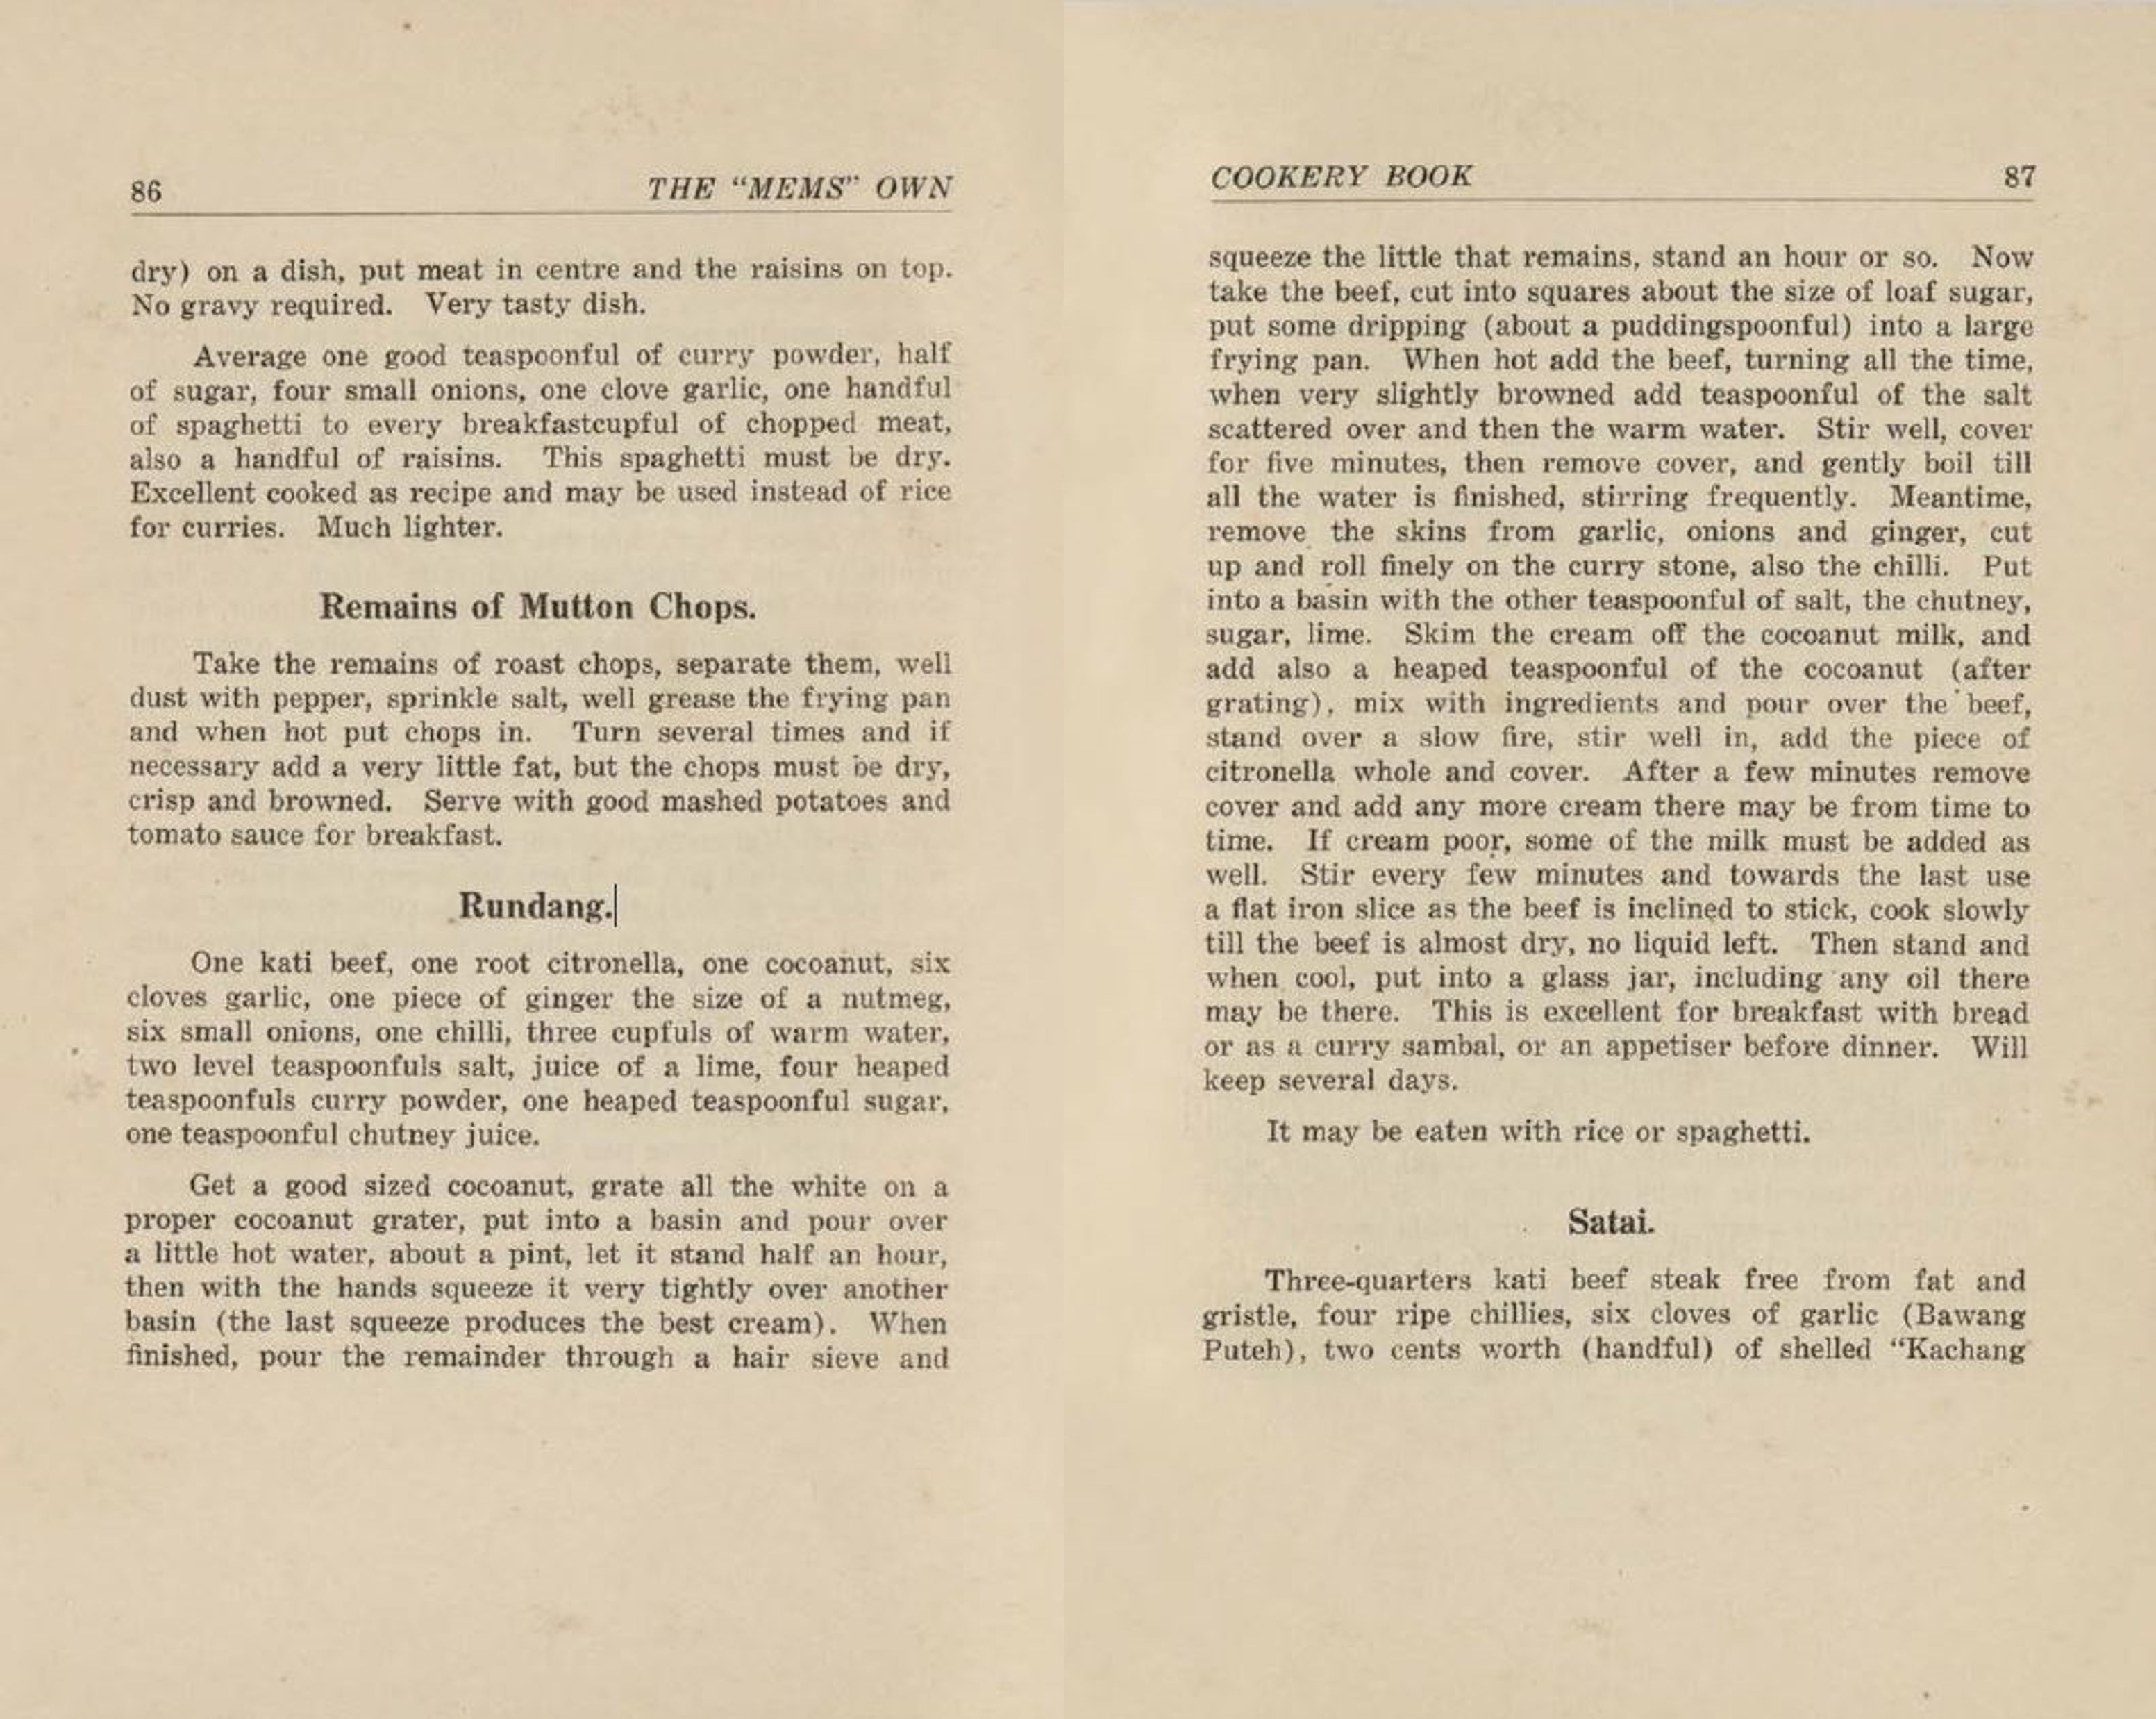 86 THE “MEMS” OWN
dry) on a dish, put meat in centre and the raisins on top.
No gravy required. Very tasty dish.
Average one good teaspoonful of curry powder, half
of sugar, four small onions, one clove garlic, one handful
of spaghetti to every breakfastcupful of chopped meat,
also a handful of raisins. This spaghetti must be dry.
Excellent cooked as recipe and may be used instead of rice
for curries. Much lighter.
Remains of Mutton Chops.
Take the remains of roast chops, separate them, well
dust with pepper, sprinkle salt, well grease the frying pan
and when hot put chops in. Turn several times and if
necessary add a very little fat, but the chops must be dry,
crisp and browned. Serve with good mashed potatoes and
tomato sauce for breakfast.
Rundang.
One kati beef, one root citronella, one cocoanut, six
cloves garlic, one piece of ginger the size of a nutmeg,
six small onions, one chilli, three cupfuls of warm water,
two level teaspoonfuls salt, juice of a lime, four heaped
teaspoonfuls curry powder, one heaped teaspoonful sugar,
one teaspoonful chutney juice.
Get a good sized cocoanut, grate all the white on a
proper cocoanut grater, put into a basin and pour over
a little hot water, about a pint, let it stand half an hour,
then with the hands squeeze it very tightly over another
basin (the last squeeze produces the best cream). When
finished, pour the remainder through a hair sieve and
COOKERY BOOK 87
squeeze the little that remains, stand an hour or so. Now
take the beef, cut into squares about the size of loaf sugar,
put some dripping (about a puddingspoonful) into a large
frying pan. When hot add the beef, turning all the time,
when very slightly browned add teaspoonful of the salt
scattered over and then the warm water. Stir well, cover
for five minutes, then remove cover, and gently boil till
all the water is finished, stirring frequently. Meantime,
remove the skins from garlic, onions and ginger, cut
up and roll finely on the curry stone, also the chilli. Put
into a basin with the other teaspoonful of salt, the chutney,
sugar, lime. Skim the cream off the cocoanut milk, and
add also a heaped teaspoonful of the cocoanut (after
grating), mix with ingredients and pour over the beef,
stand over a slow fire, stir well in, add the piece of
citronella whole and cover. After a few minutes remove
cover and add any more cream there may be from time to
time. If cream poor, some of the milk must be added as
well. Stir every few minutes and towards the last use
a flat iron slice as the beef is inclined to stick, cook slowly
till the beef is almost dry, no liquid left. Then stand and
when cool, put into a glass jar, including any oil there
may be there. This is excellent for breakfast with bread
or as a curry sambal, or an appetiser before dinner. Will
keep several days.
It may be eaten with rice or spaghetti.
Satai.
Three-quarters kati beef steak free from fat and
gristle, four ripe chillies, six cloves of garlic (Bawang
Puteh), two cents worth (handful) of shelled “Kachang